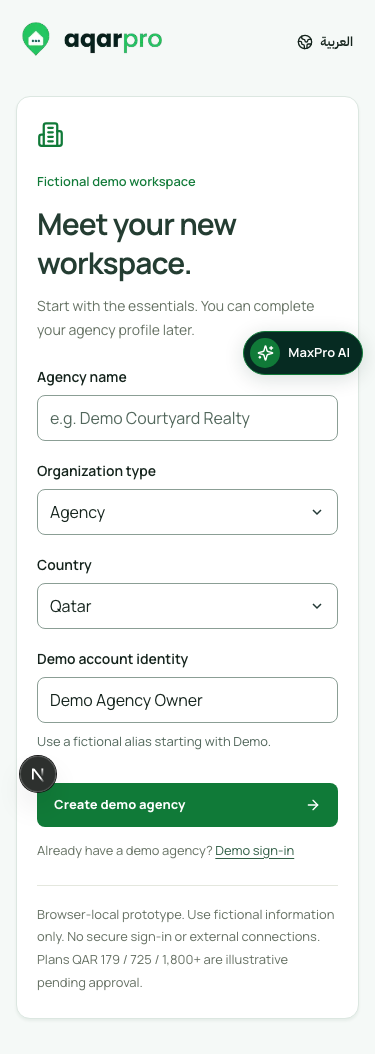 aqarpro
العربية
Fictional demo workspace
Meet your new
workspace.
Start with the essentials. You can complete
your agency profile later.
MaxPro AI
Agency name
e.g. Demo Courtyard Realty
Organization type
Agency
Country
Qatar
Demo account identity
Demo Agency Owner
Use a fictional alias starting with Demo.
N
Create demo agency
Already have a demo agency? Demo sign-in
Browser-local prototype. Use fictional information
only. No secure sign-in or external connections.
Plans QAR 179 / 725 / 1,800+ are illustrative
pending approval.